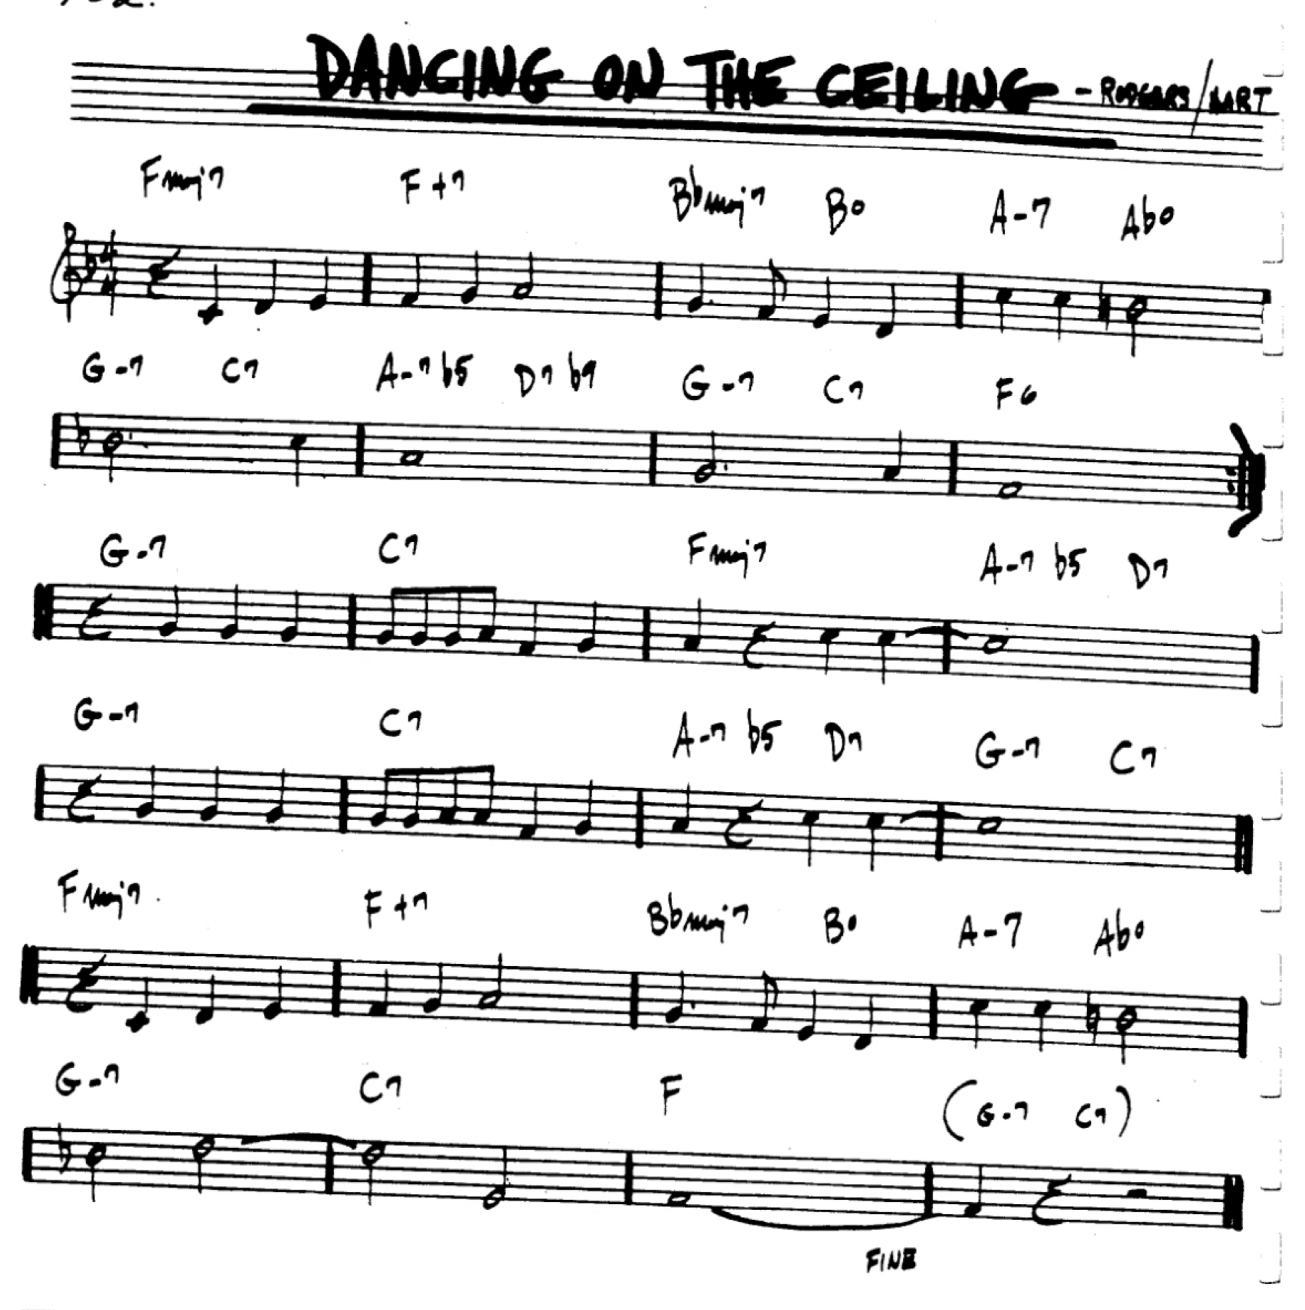 DANCING ON THE CEILING - RODGERS/HART
Fmaj7 F+7 Bbmaj7 Bo A-7 Abo
G-7 C7 A-7b5 D7b9 G-7 C7 F6
G-7 C7 Fmaj7 A-7b5 D7
G-7 C7 A-7b5 D7 G-7 C7
Fmaj7 F+7 Bbmaj7 Bo A-7 Abo
G-7 C7 F (G-7 C7)
FINE